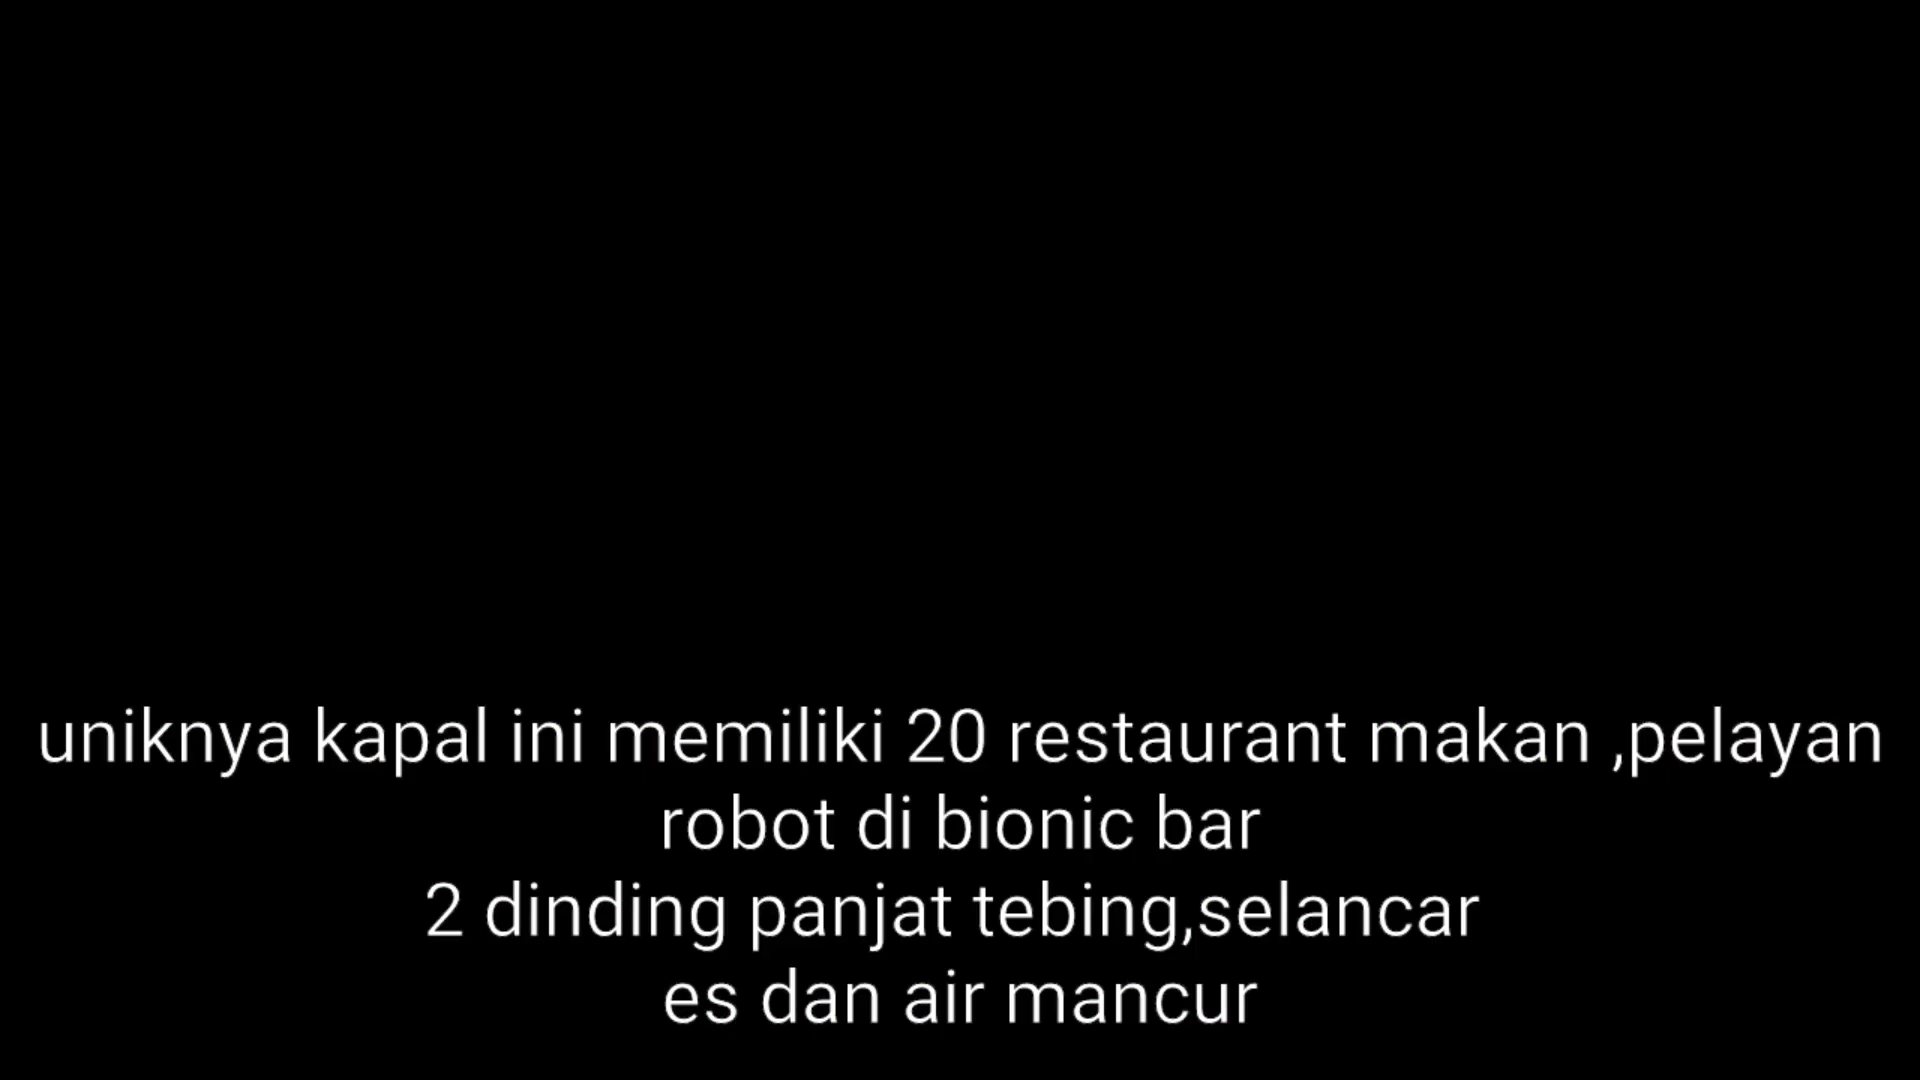 uniknya kapal ini memiliki 20 restaurant makan ,pelayan
robot di bionic bar
2 dinding panjat tebing,selancar
es dan air mancur